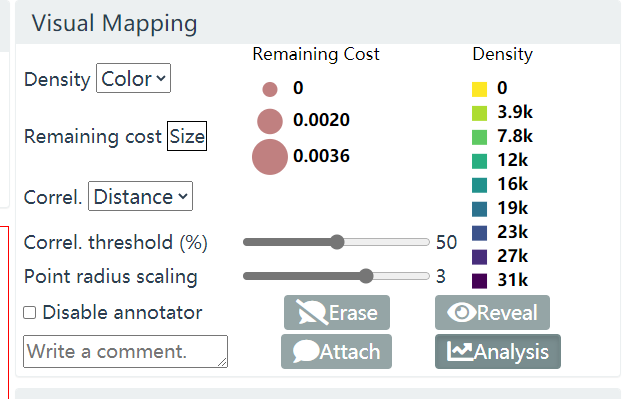 Visual Mapping
Remaining Cost
Density
Density Color
0
0.0020
0.0036
Remaining cost Size
Correl. Distance
0
3.9k
7.8k
12k
16k
19k
23k
27k
31k
Correl. threshold (%) 50
Point radius scaling 3
Disable annotator
Erase
Reveal
Write a comment.
Attach
Analysis